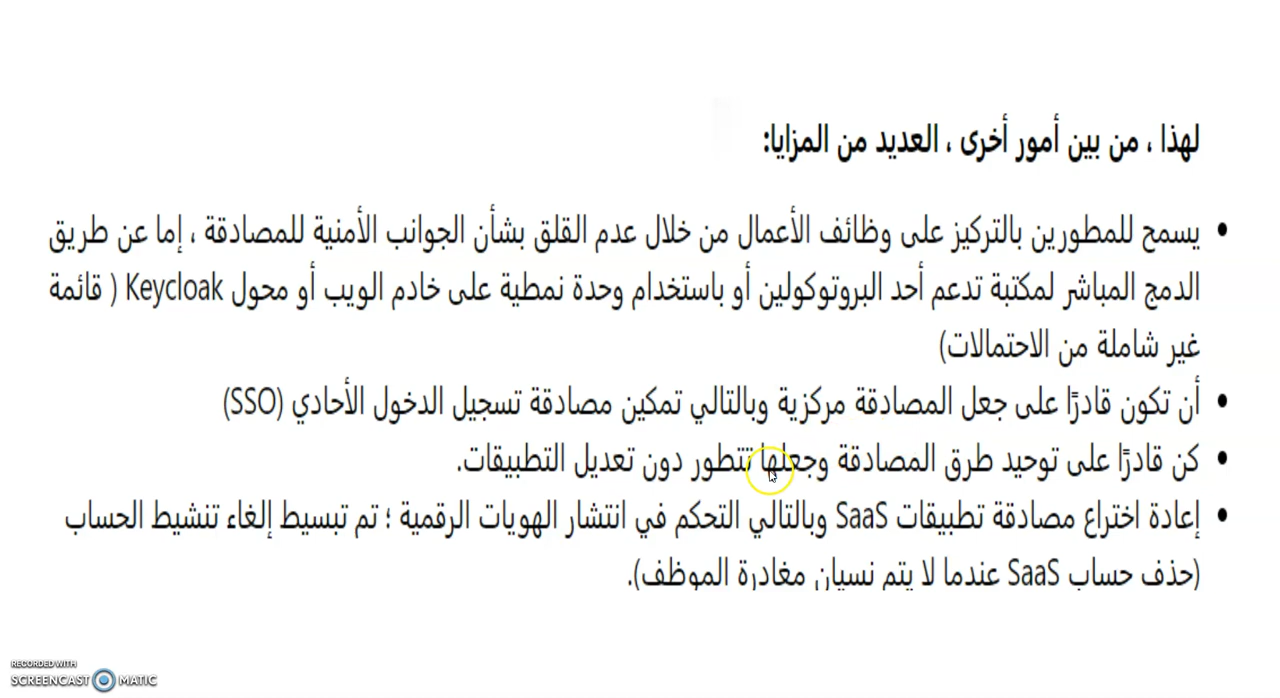 لهذا ، من بين أمور أخرى ، العديد من المزايا:
• يسمح للمطورين بالتركيز على وظائف الأعمال من خلال عدم القلق بشأن الجوانب الأمنية للمصادقة ، إما عن طريق
الدمج المباشر لمكتبة تدعم أحد البروتوكولين أو باستخدام وحدة نمطية على خادم الويب أو محول Keycloak ( قائمة
غير شاملة من الاحتمالات)
• أن تكون قادرًا على جعل المصادقة مركزية وبالتالي تمكين مصادقة تسجيل الدخول الأحادي (SSO)
• كن قادرًا على توحيد طرق المصادقة وجعلها تتطور دون تعديل التطبيقات.
• إعادة اختراع مصادقة تطبيقات SaaS وبالتالي التحكم في انتشار الهويات الرقمية ؛ تم تبسيط إلغاء تنشيط الحساب
(حذف حساب SaaS عندما لا يتم نسيان مغادرة الموظف).
RECORDED WITH
SCREENCAST MATIC